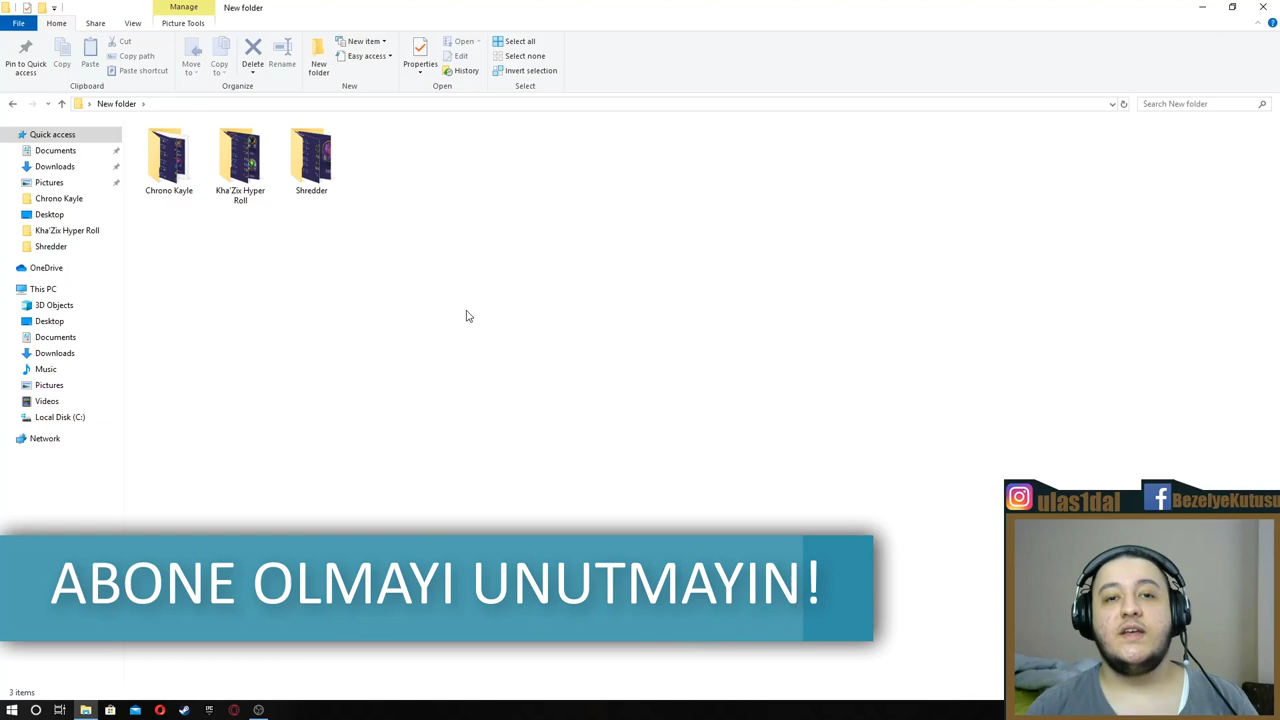 Manage
New folder
File
Home
Share
View
Picture Tools
Pin to Quick access
Copy
Paste
Cut
Copy path
Paste shortcut
Clipboard
Move to
Copy to
Delete
Rename
Organize
New folder
New item
Easy access
New
Properties
Open
Edit
History
Open
Select all
Select none
Invert selection
Select
New folder
Search New folder
Quick access
Documents
Downloads
Pictures
Chrono Kayle
Desktop
Kha'Zix Hyper Roll
Shredder
OneDrive
This PC
3D Objects
Desktop
Documents
Downloads
Music
Pictures
Videos
Local Disk (C:)
Network
Chrono Kayle
Kha'Zix Hyper
Roll
Shredder
ulas1dal
BezelyeKutusu
ABONE OLMAYI UNUTMAYIN!
3 items